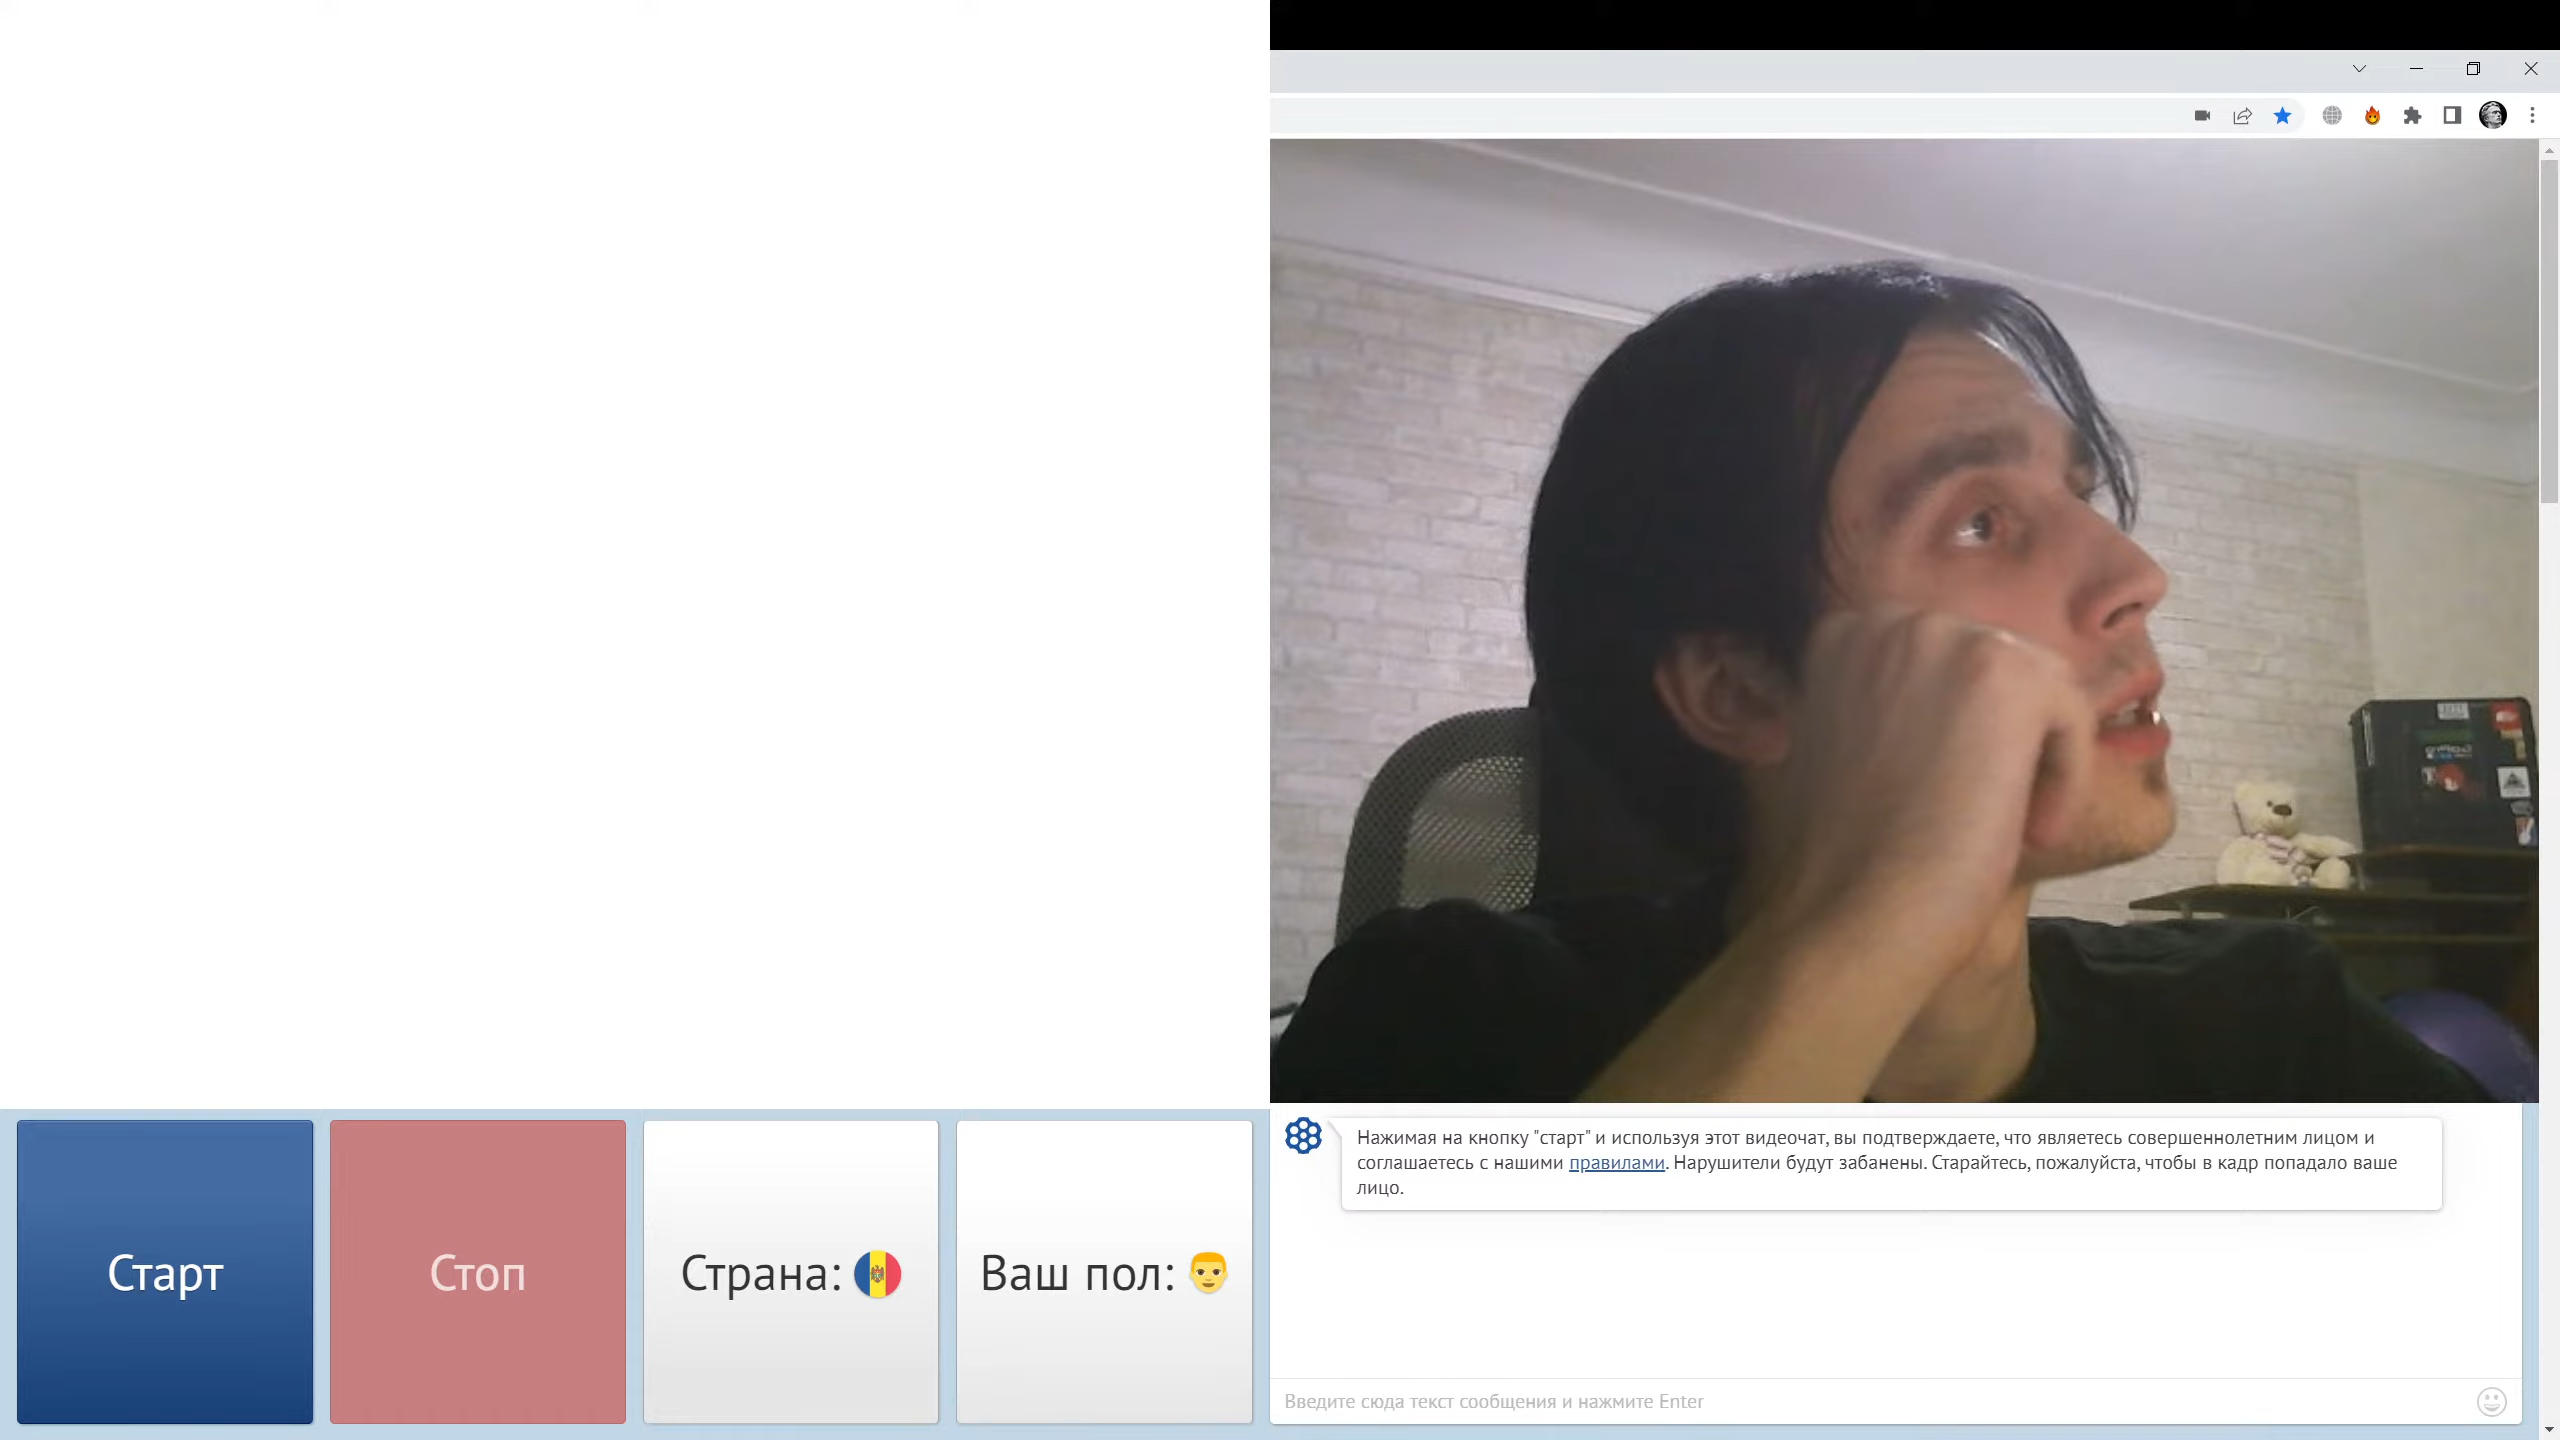 Нажимая на кнопку "старт" и используя этот видеочат, вы подтверждаете, что являетесь совершеннолетним лицом и
соглашаетесь с нашими правилами. Нарушители будут забанены. Старайтесь, пожалуйста, чтобы в кадр попадало ваше
лицо.
Старт
Стоп
Страна:
Ваш пол:
Введите сюда текст сообщения и нажмите Enter